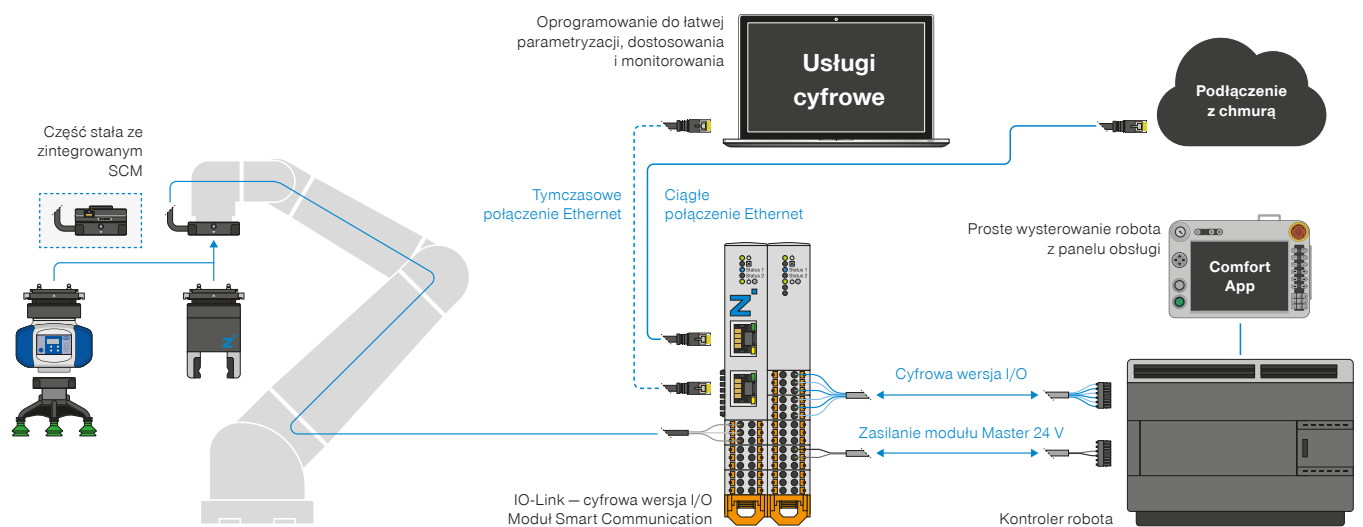 Oprogramowanie do łatwej
parametryzacji, dostosowania
i monitorowania
Usługi
cyfrowe
Podłączenie
z chmurą
Część stała ze
zintegrowanym
SCM
Tymczasowe
połączenie Ethernet
Ciągłe
połączenie Ethernet
Proste wysterowanie robota
z panelu obsługi
Comfort
App
Status 1
Status 2
Status 1
Status 2
Cyfrowa wersja I/O
Zasilanie modułu Master 24 V
IO-Link — cyfrowa wersja I/O
Moduł Smart Communication
Kontroler robota